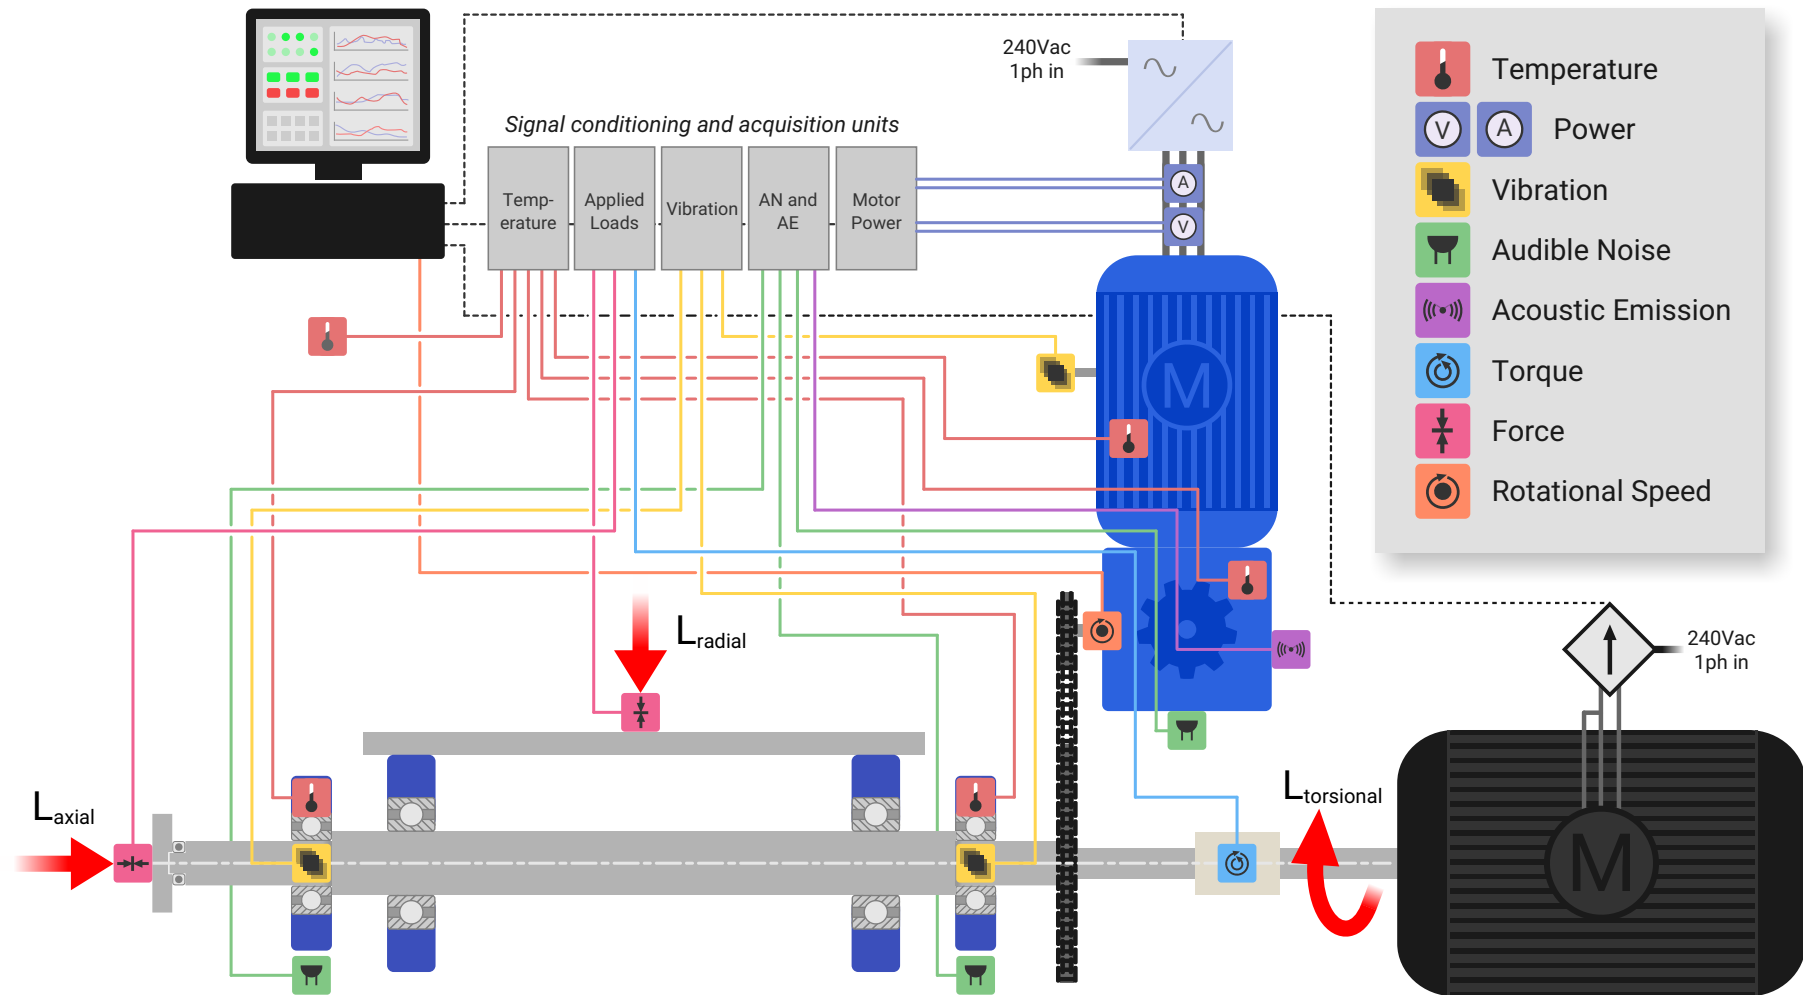 240Vac
1ph in
Signal conditioning and acquisition units
Temp-
erature
Applied
Loads
Vibration
AN and
AE
Motor
Power
A
V
M
Temperature
V A Power
Vibration
Audible Noise
Acoustic Emission
Torque
Force
Rotational Speed
Lradial
240Vac
1ph in
Laxial
Ltorsional
M